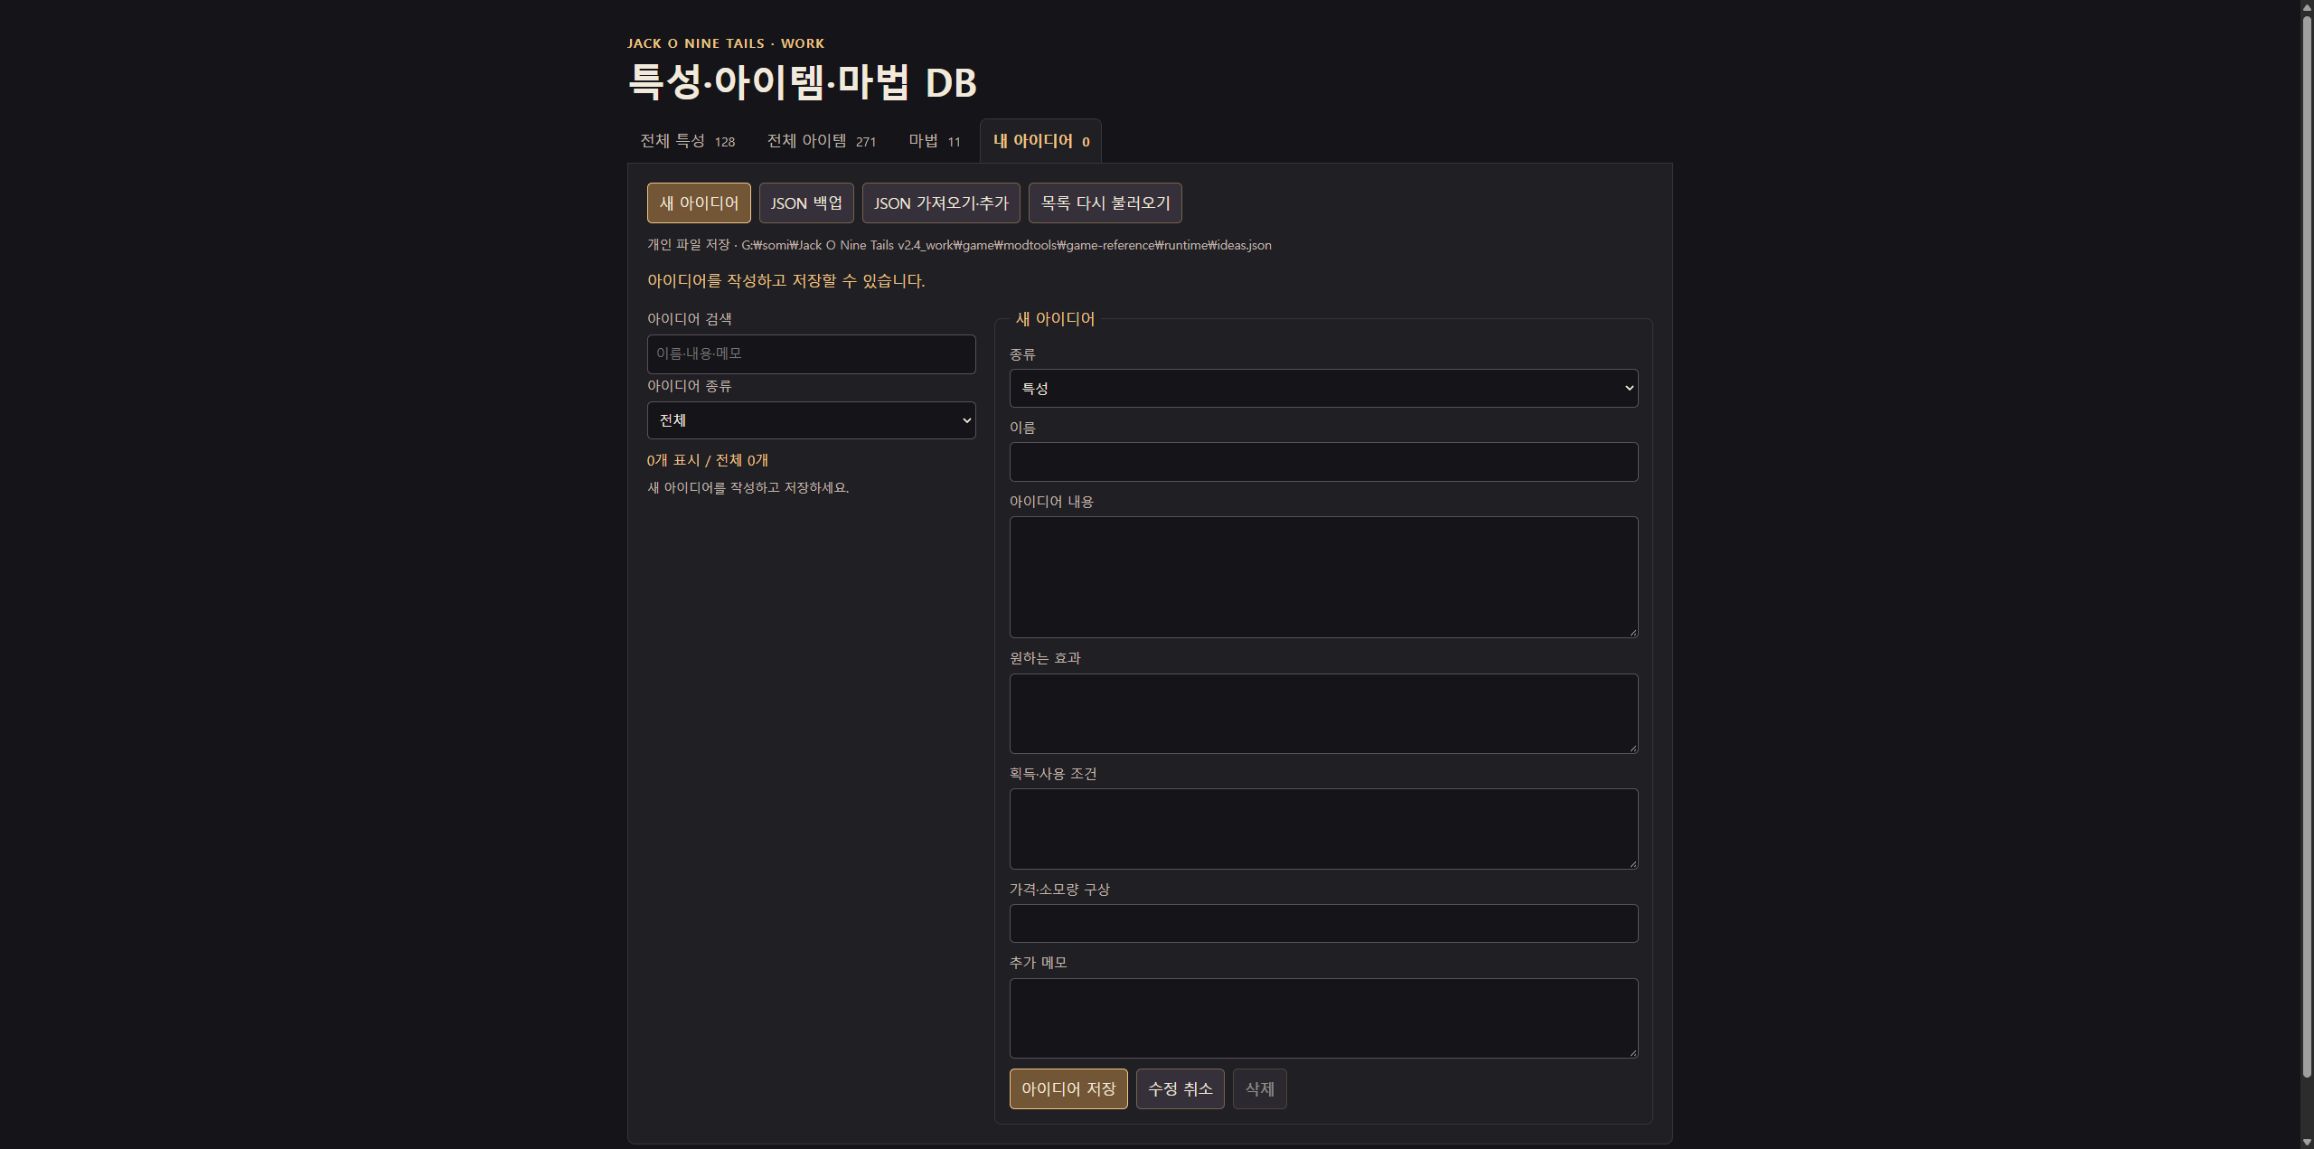 JACK O NINE TAILS · WORK
특성·아이템·마법 DB
전체 특성 128 전체 아이템 271 마법 11 내 아이디어 0
새 아이디어 JSON 백업 JSON 가져오기·추가 목록 다시 불러오기
개인 파일 저장 · G:₩somi₩Jack O Nine Tails v2.4_work₩game₩modtools₩game-reference₩runtime₩ideas.json
아이디어를 작성하고 저장할 수 있습니다.
아이디어 검색
이름·내용·메모
아이디어 종류
전체
0개 표시 / 전체 0개
새 아이디어를 작성하고 저장하세요.
새 아이디어
종류
특성
이름
아이디어 내용
원하는 효과
획득·사용 조건
가격·소모량 구상
추가 메모
아이디어 저장 수정 취소 삭제